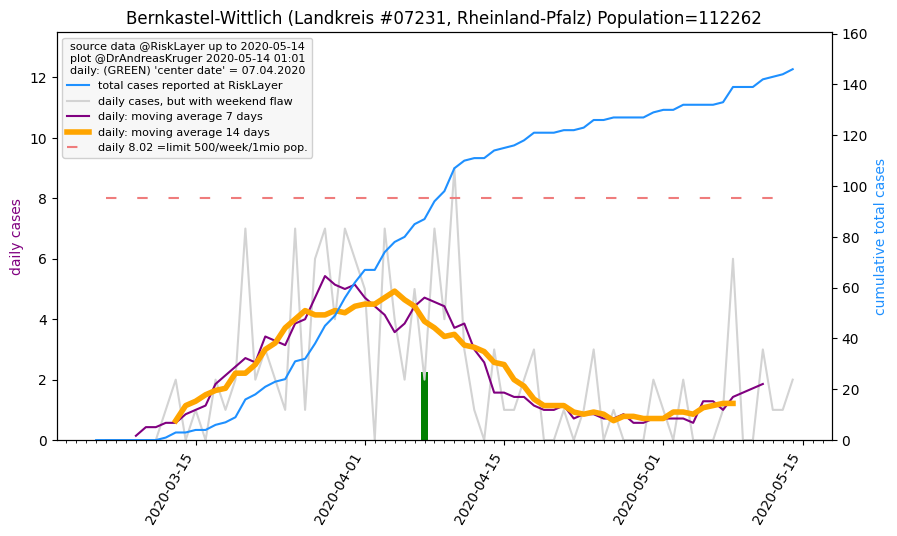 Bernkastel-Wittlich (Landkreis #07231, Rheinland-Pfalz) Population=112262
source data @RiskLayer up to 2020-05-14
plot @DrAndreasKruger 2020-05-14 01:01
daily: (GREEN) 'center date' = 07.04.2020
total cases reported at RiskLayer
daily cases, but with weekend flaw
daily: moving average 7 days
daily: moving average 14 days
daily 8.02 =limit 500/week/1mio pop.
daily cases
12
10
8
6
4
2
0
160
140
120
100
80
60
40
20
0
cumulative total cases
2020-03-15
2020-04-01
2020-04-15
2020-05-01
2020-05-15